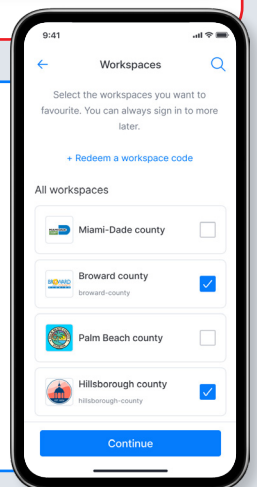 9:41
Workspaces
Select the workspaces you want to
favourite. You can always sign in to more
later.
+ Redeem a workspace code
All workspaces
Miami-Dade county
BROWARD
Broward county
broward-county
Palm Beach county
Hillsborough county
hillsborough-county
Continue